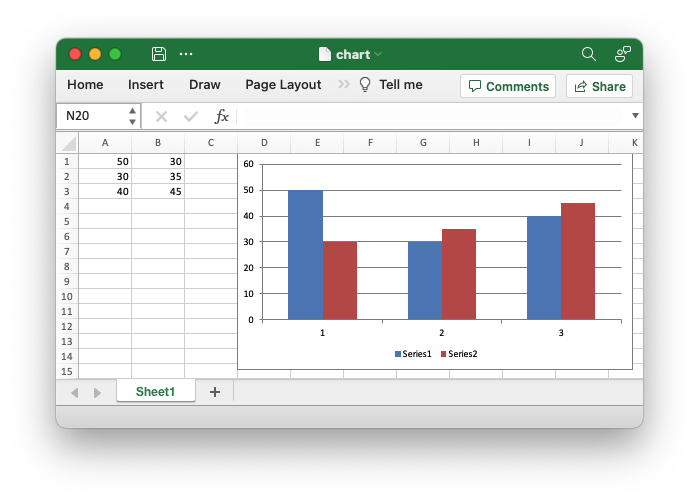 chart
Home Insert Draw Page Layout Tell me Comments Share
N20 fx
A B C D E F G H I J K
1 50 30
2 30 35
3 40 45
4
5
6
7
8
9
10
11
12
13
14
15
60
50
40
30
20
10
0
1 2 3
Series1 Series2
Sheet1 +